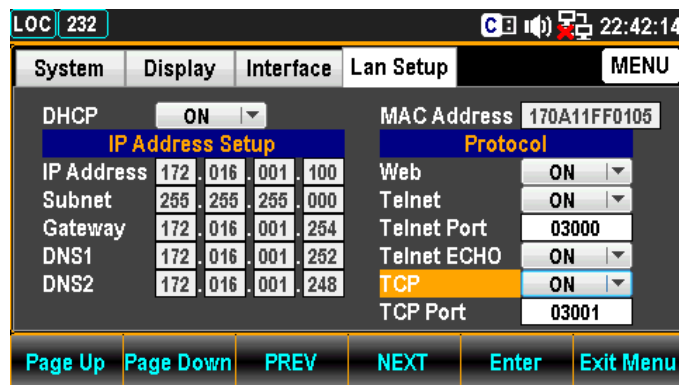 LOC 232 C 22:42:14
System Display Interface Lan Setup MENU
DHCP ON
IP Address Setup
IP Address 172 . 016 . 001 . 100
Subnet 255 . 255 . 255 . 000
Gateway 172 . 016 . 001 . 254
DNS1 172 . 016 . 001 . 252
DNS2 172 . 016 . 001 . 248
MAC Address 170A11FF0105
Protocol
Web ON
Telnet ON
Telnet Port 03000
Telnet ECHO ON
TCP ON
TCP Port 03001
Page Up Page Down PREV NEXT Enter Exit Menu